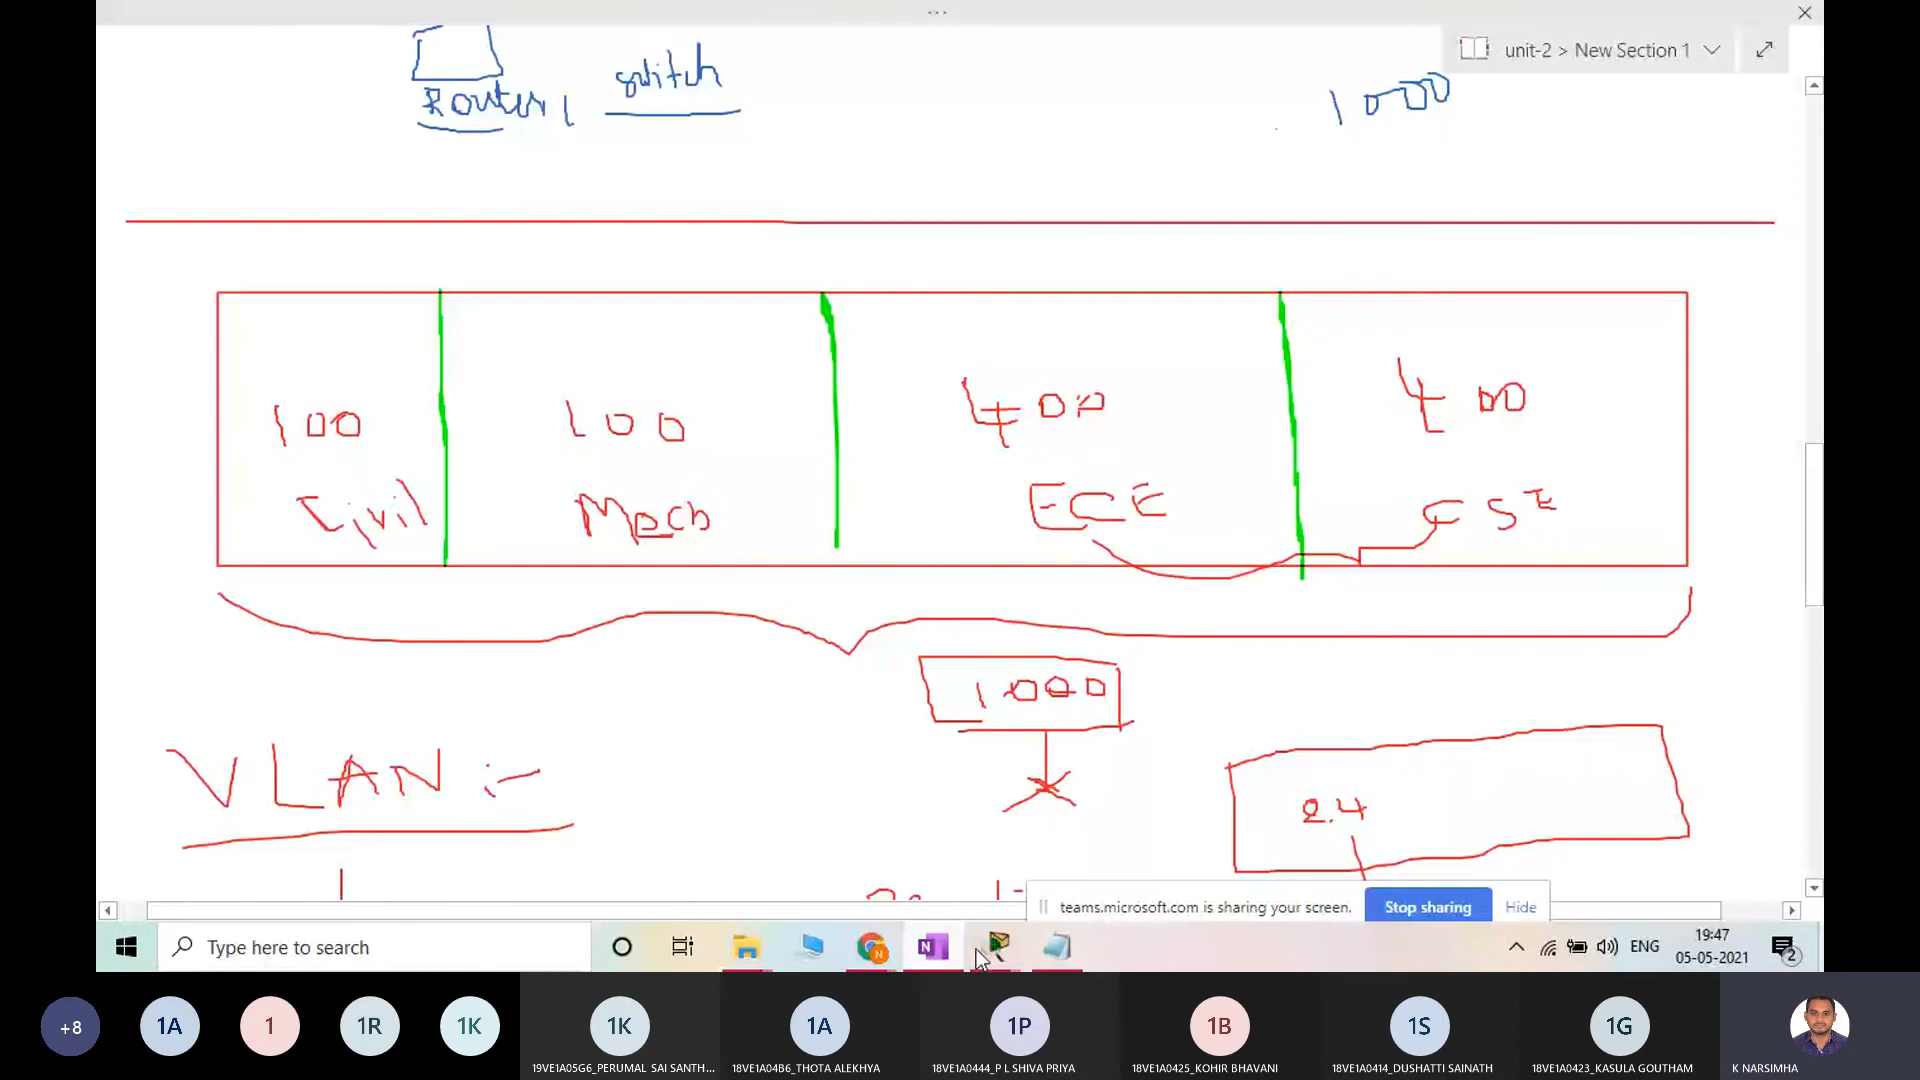 unit-2 > New Section 1
switch
Router,
1000
100
100
400
400
Civil
Mech
ECE
CSE
1000
VLAN :-
2.4
teams.microsoft.com is sharing your screen.
Stop sharing
Hide
Type here to search
N
N
ENG
19:47
05-05-2021
2
+8
1A
1
1R
1K
1K
1A
1P
1B
1S
1G
19VE1A05G6_PERUMAL SAI SANTH...
18VE1A04B6_THOTA ALEKHYA
18VE1A0444_P L SHIVA PRIYA
18VE1A0425_KOHIR BHAVANI
18VE1A0414_DUSHATTI SAINATH
18VE1A0423_KASULA GOUTHAM
K NARSIMHA